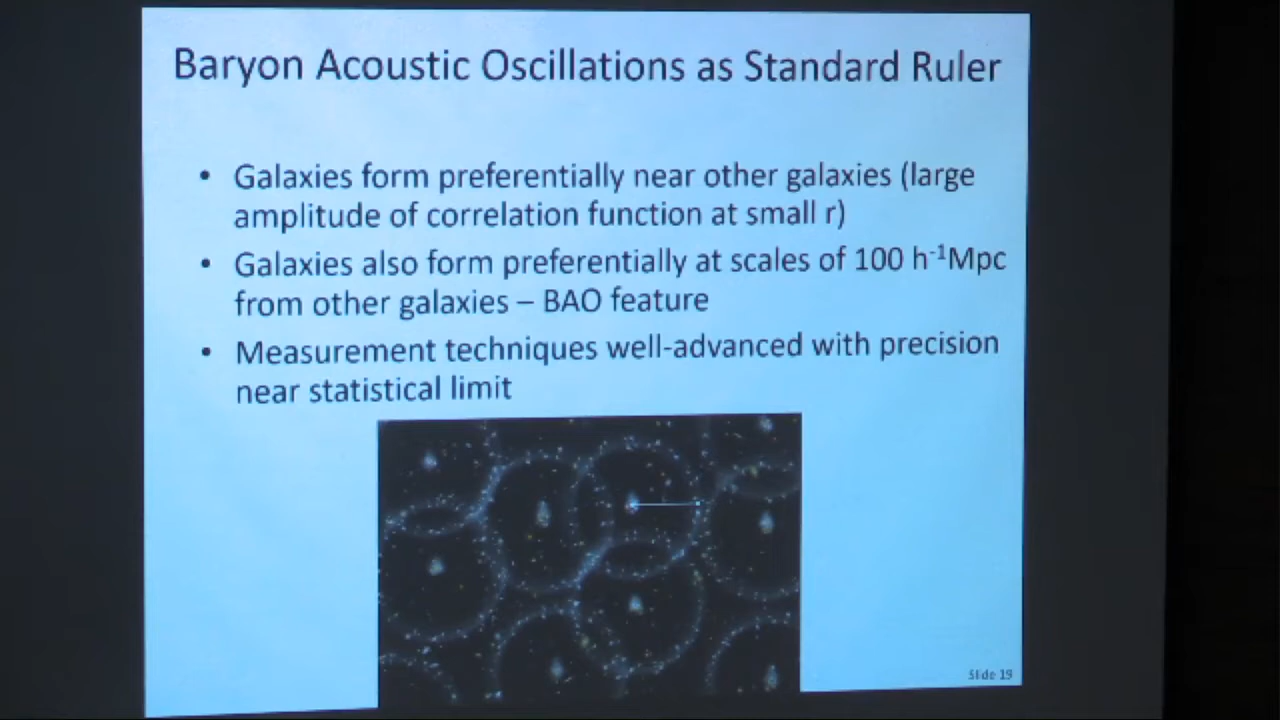 Baryon Acoustic Oscillations as Standard Ruler
• Galaxies form preferentially near other galaxies (large
amplitude of correlation function at small r)
• Galaxies also form preferentially at scales of 100 h⁻¹Mpc
from other galaxies – BAO feature
• Measurement techniques well-advanced with precision
near statistical limit
Slide 19